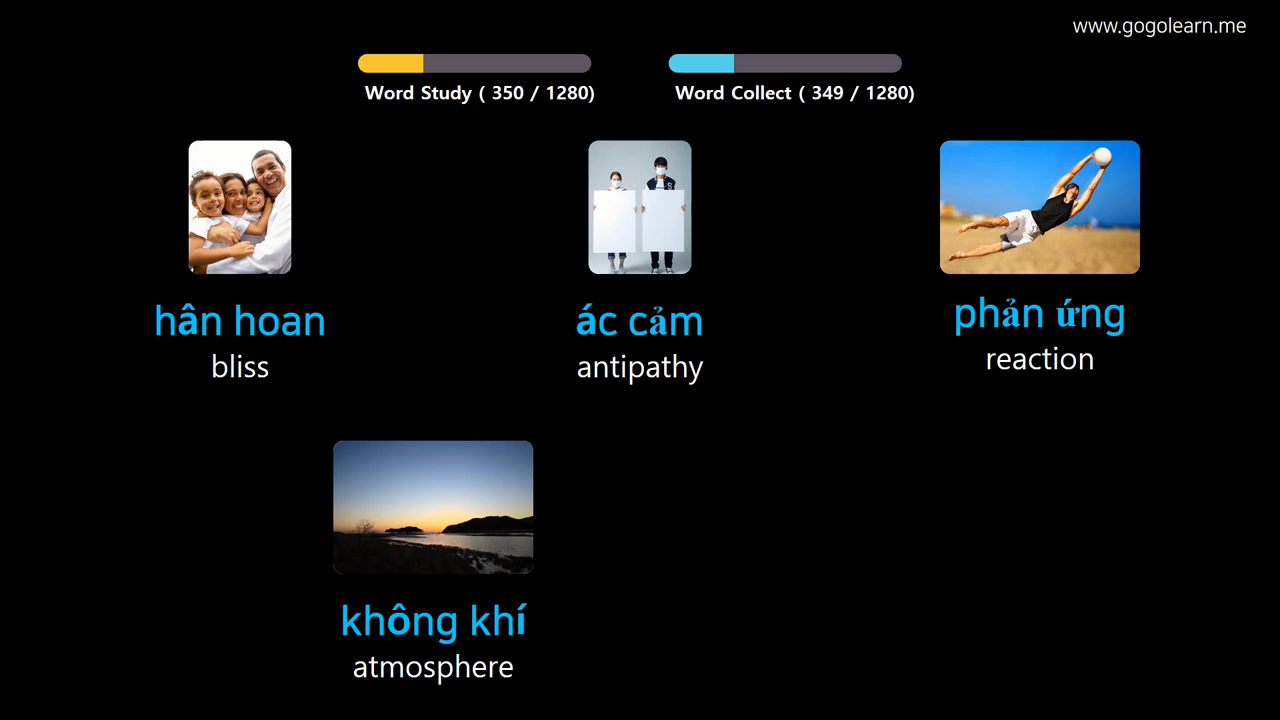 www.gogolearn.me
Word Study ( 350 / 1280)
Word Collect ( 349 / 1280)
hân hoan
bliss
ác cảm
antipathy
phản ứng
reaction
không khí
atmosphere